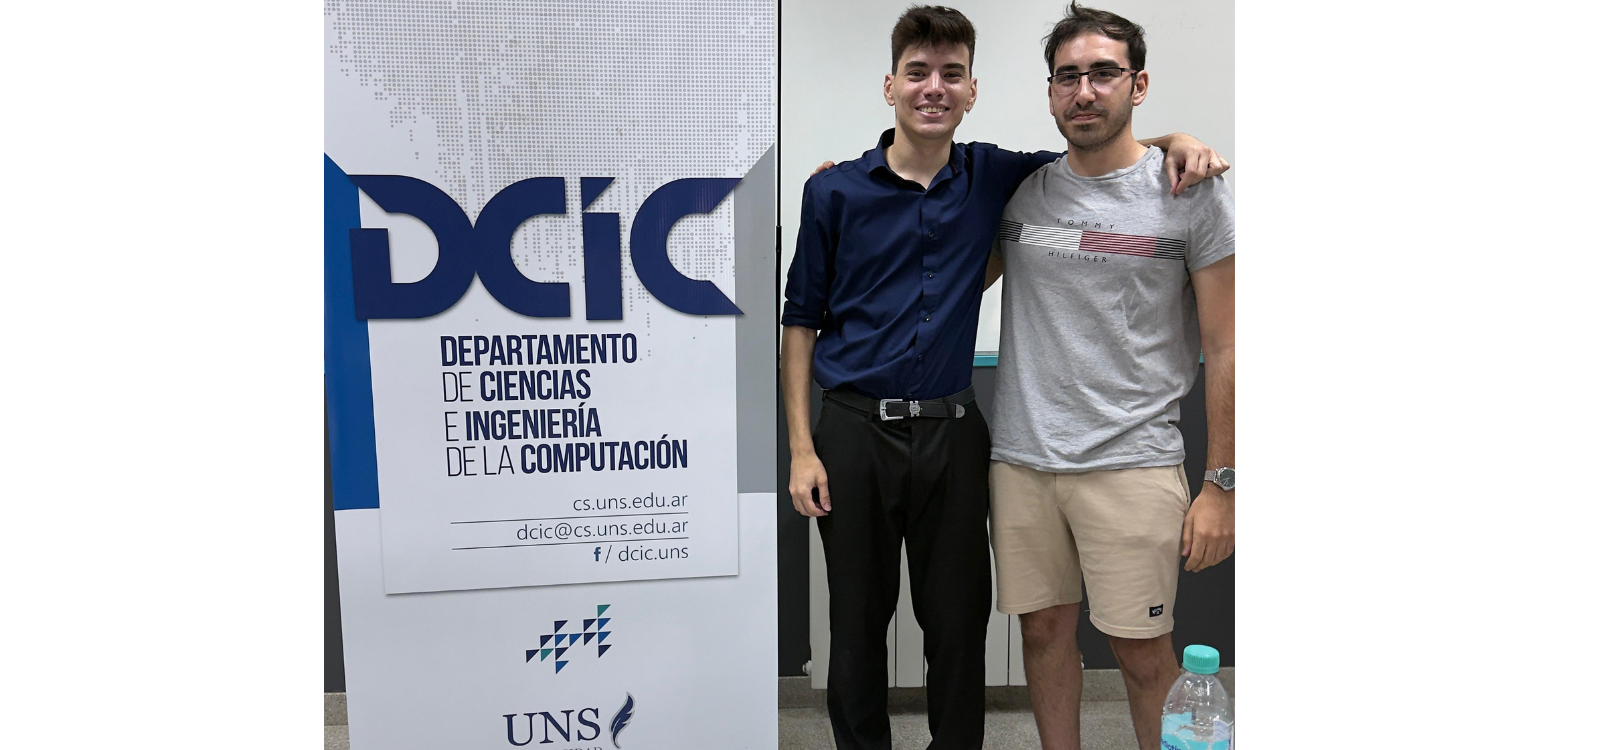 DCIC
DEPARTAMENTO
DE CIENCIAS
E INGENIERÍA
DE LA COMPUTACIÓN
cs.uns.edu.ar
dcic@cs.uns.edu.ar
f/ dcic.uns
UNS
TOMMY
HILFIGER